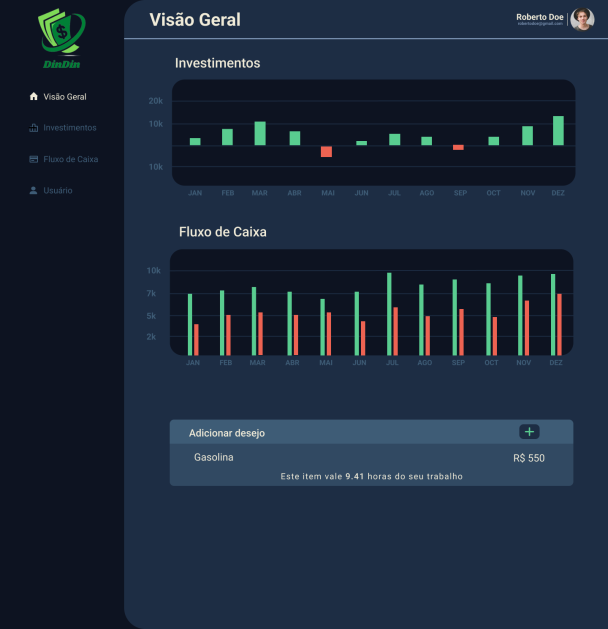 DinDin
Visão Geral
Investimentos
Fluxo de Caixa
Usuário
Visão Geral
Roberto Doe
Investimentos
20k
10k
10k
JAN FEB MAR ABR MAI JUN JUL AGO SEP OCT NOV DEZ
Fluxo de Caixa
10k
7k
5k
2k
JAN FEB MAR ABR MAI JUN JUL AGO SEP OCT NOV DEZ
Adicionar desejo +
Gasolina R$ 550
Este item vale 9.41 horas do seu trabalho